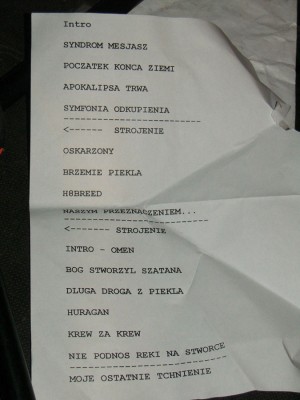 Intro
SYNDROM MESJASZ
POCZATEK KONCA ZIEMI
APOKALIPSA TRWA
SYMFONIA ODKUPIENIA
--------------------
<------ STROJENIE
OSKARZONY
BRZEMIE PIEKLA
H8BREED
NASZYM PRZEZNACZENIEM...
--------------------
<------- STROJENIE
INTRO - OMEN
BOG STWORZYL SZATANA
DLUGA DROGA Z PIEKLA
HURAGAN
KREW ZA KREW
NIE PODNOS REKI NA STWORCE
----------------------
MOJE OSTATNIE TCHNIENIE